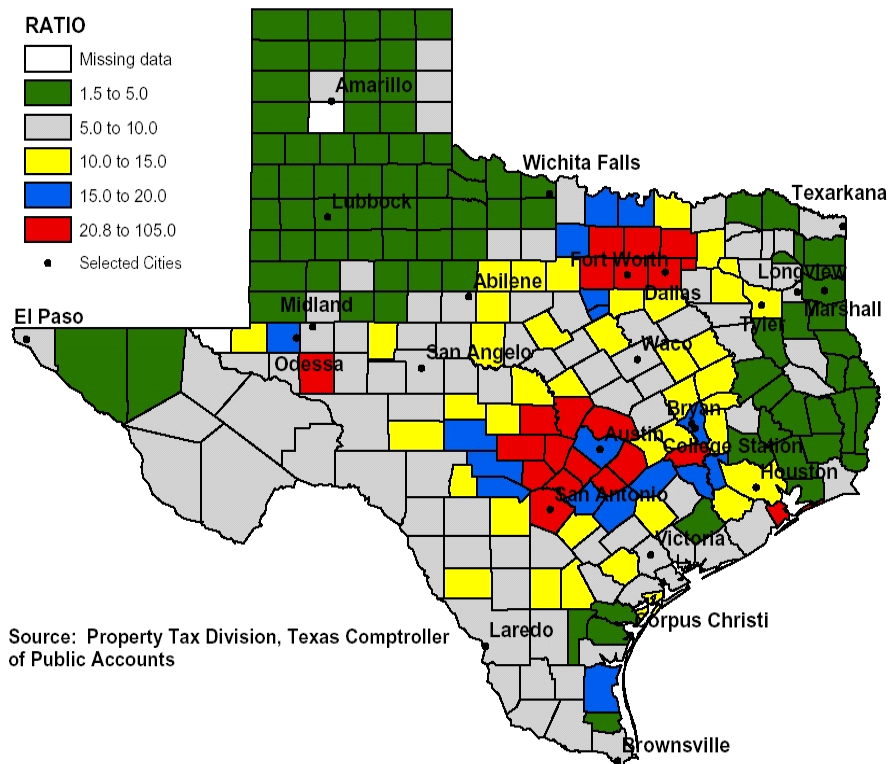 RATIO
Missing data
1.5 to 5.0
5.0 to 10.0
10.0 to 15.0
15.0 to 20.0
20.8 to 105.0
Selected Cities
Amarillo
Wichita Falls
Texarkana
Lubbock
Fort Worth
Longview
Abilene
Dallas
Midland
Marshall
El Paso
Tyler
Odessa
San Angelo
Waco
Bryan
Austin
College Station
Houston
San Antonio
Victoria
Corpus Christi
Laredo
Source: Property Tax Division, Texas Comptroller
of Public Accounts
Brownsville